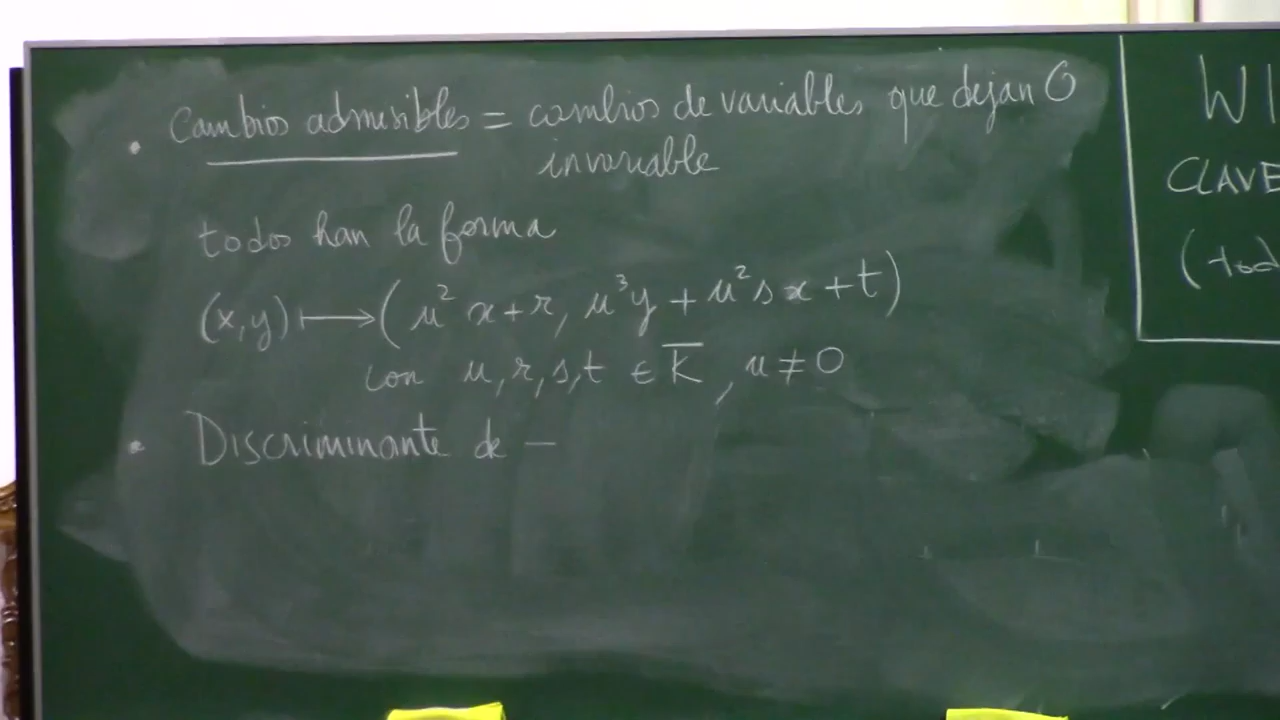 • Cambios admisibles = cambios de variables que dejan O
invariable
todos han la forma
(x,y) ⟼ (u²x+r, u³y+u²sx+t)
con u,r,s,t ∈ K̅, u≠0
• Discriminante de —
WI
CLAVE
(tod